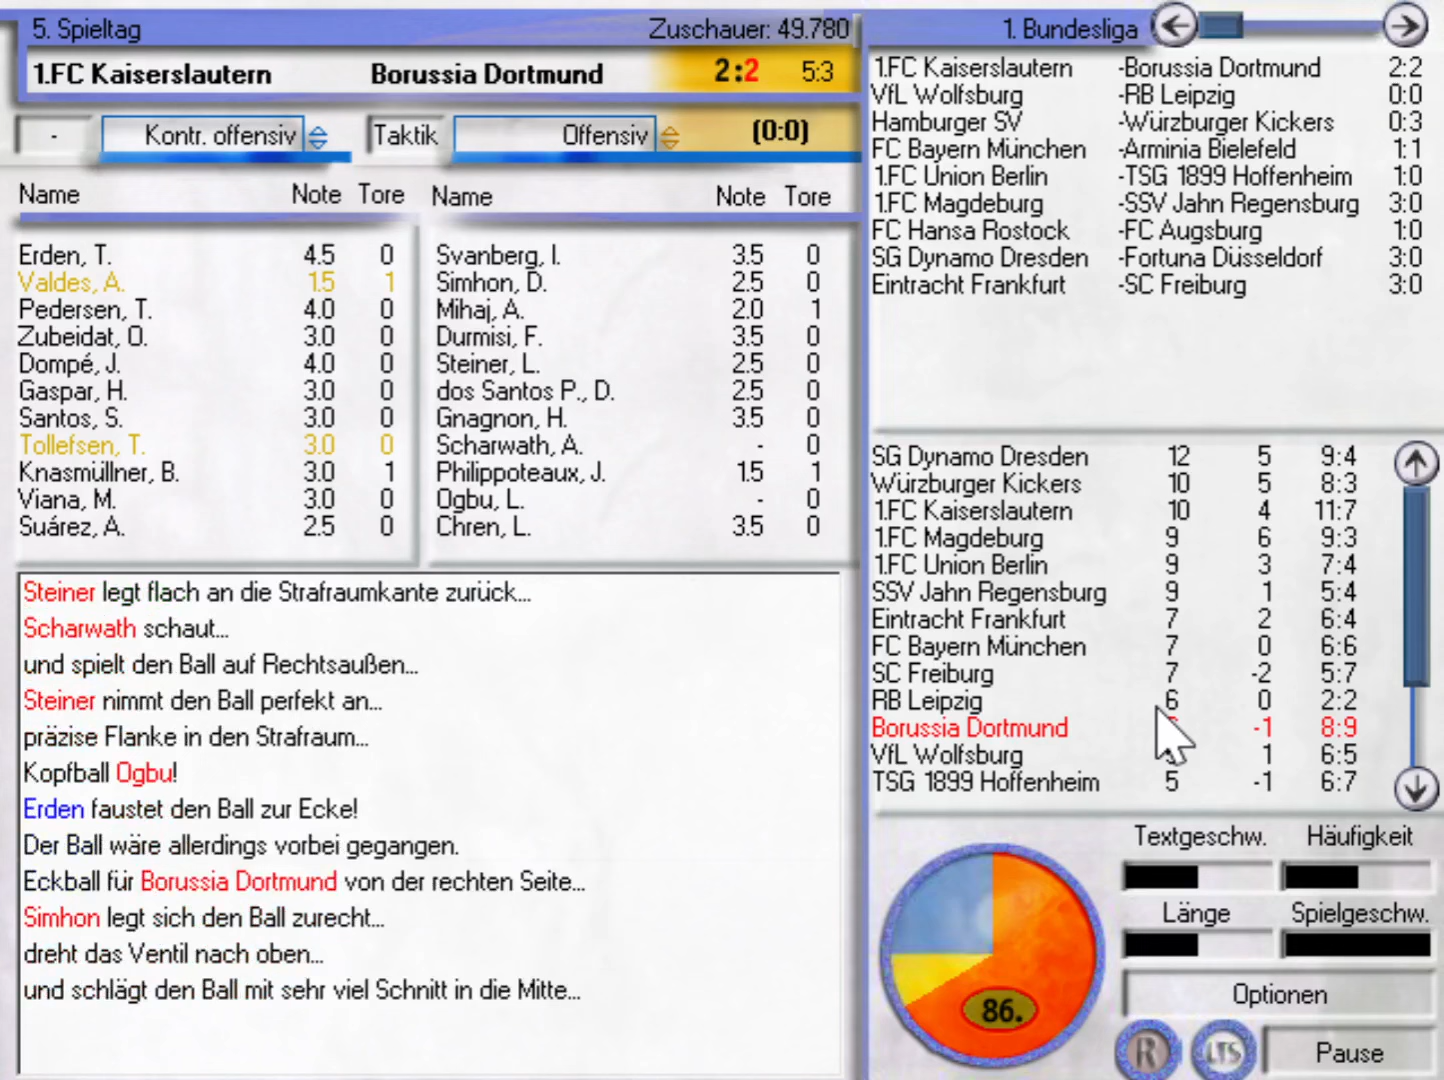 5. Spieltag Zuschauer: 49.780
1.FC Kaiserslautern Borussia Dortmund 2:2 5:3
- Kontr. offensiv Taktik Offensiv (0:0)
Name Note Tore Name Note Tore
Erden, T. 4.5 0 Svanberg, I. 3.5 0
Valdes, A. 1.5 1 Simhon, D. 2.5 0
Pedersen, T. 4.0 0 Mihaj, A. 2.0 1
Zubeidat, O. 3.0 0 Durmisi, F. 3.5 0
Dompé, J. 4.0 0 Steiner, L. 2.5 0
Gaspar, H. 3.0 0 dos Santos P., D. 2.5 0
Santos, S. 3.0 0 Gnagnon, H. 3.5 0
Tollefsen, T. 3.0 0 Scharwath, A. - 0
Knasmüllner, B. 3.0 1 Philippoteaux, J. 1.5 1
Viana, M. 3.0 0 Ogbu, L. - 0
Suárez, A. 2.5 0 Chren, L. 3.5 0
Steiner legt flach an die Strafraumkante zurück...
Scharwath schaut...
und spielt den Ball auf Rechtsaußen...
Steiner nimmt den Ball perfekt an...
präzise Flanke in den Strafraum...
Kopfball Ogbu!
Erden faustet den Ball zur Ecke!
Der Ball wäre allerdings vorbei gegangen.
Eckball für Borussia Dortmund von der rechten Seite...
Simhon legt sich den Ball zurecht...
dreht das Ventil nach oben...
und schlägt den Ball mit sehr viel Schnitt in die Mitte...
1. Bundesliga
1.FC Kaiserslautern -Borussia Dortmund 2:2
VfL Wolfsburg -RB Leipzig 0:0
Hamburger SV -Würzburger Kickers 0:3
FC Bayern München -Arminia Bielefeld 1:1
1.FC Union Berlin -TSG 1899 Hoffenheim 1:0
1.FC Magdeburg -SSV Jahn Regensburg 3:0
FC Hansa Rostock -FC Augsburg 1:0
SG Dynamo Dresden -Fortuna Düsseldorf 3:0
Eintracht Frankfurt -SC Freiburg 3:0
SG Dynamo Dresden 12 5 9:4
Würzburger Kickers 10 5 8:3
1.FC Kaiserslautern 10 4 11:7
1.FC Magdeburg 9 6 9:3
1.FC Union Berlin 9 3 7:4
SSV Jahn Regensburg 9 1 5:4
Eintracht Frankfurt 7 2 6:4
FC Bayern München 7 0 6:6
SC Freiburg 7 -2 5:7
RB Leipzig 6 0 2:2
Borussia Dortmund -1 8:9
VfL Wolfsburg 1 6:5
TSG 1899 Hoffenheim 5 -1 6:7
Textgeschw. Häufigkeit
Länge Spielgeschw.
86.
Optionen
R LTS Pause